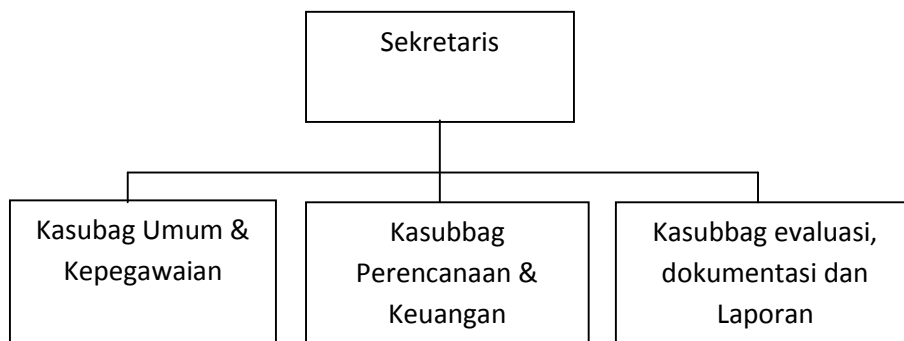 Sekretaris
Kasubag Umum &
Kepegawaian
Kasubbag
Perencanaan &
Keuangan
Kasubbag evaluasi,
dokumentasi dan
Laporan